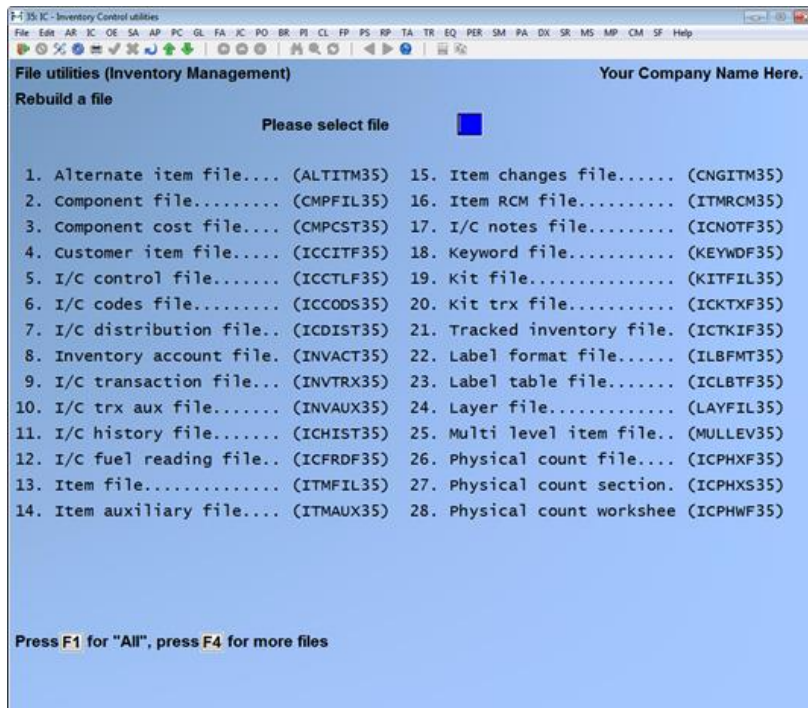 35: IC - Inventory Control utilities
File Edit AR IC OE SA AP PC GL FA JC PO BR PI CL FP PS RP TA TR EQ PER SM PA DX SR MS MP CM SF Help
File utilities (Inventory Management) Your Company Name Here.
Rebuild a file
Please select file
1. Alternate item file.... (ALTITM35) 15. Item changes file...... (CNGITM35)
2. Component file......... (CMPFIL35) 16. Item RCM file.......... (ITMRCM35)
3. Component cost file.... (CMPCST35) 17. I/C notes file......... (ICNOTF35)
4. Customer item file..... (ICCITF35) 18. Keyword file........... (KEYWDF35)
5. I/C control file....... (ICCTLF35) 19. Kit file............... (KITFIL35)
6. I/C codes file......... (ICCODS35) 20. Kit trx file........... (ICKTXF35)
7. I/C distribution file.. (ICDIST35) 21. Tracked inventory file. (ICTKIF35)
8. Inventory account file. (INVACT35) 22. Label format file...... (ILBFMT35)
9. I/C transaction file... (INVTRX35) 23. Label table file....... (ICLBTF35)
10. I/C trx aux file....... (INVAUX35) 24. Layer file............. (LAYFIL35)
11. I/C history file....... (ICHIST35) 25. Multi level item file.. (MULLEV35)
12. I/C fuel reading file.. (ICFRDF35) 26. Physical count file.... (ICPHXF35)
13. Item file.............. (ITMFIL35) 27. Physical count section. (ICPHXS35)
14. Item auxiliary file.... (ITMAUX35) 28. Physical count workshee (ICPHWF35)
Press F1 for "All", press F4 for more files